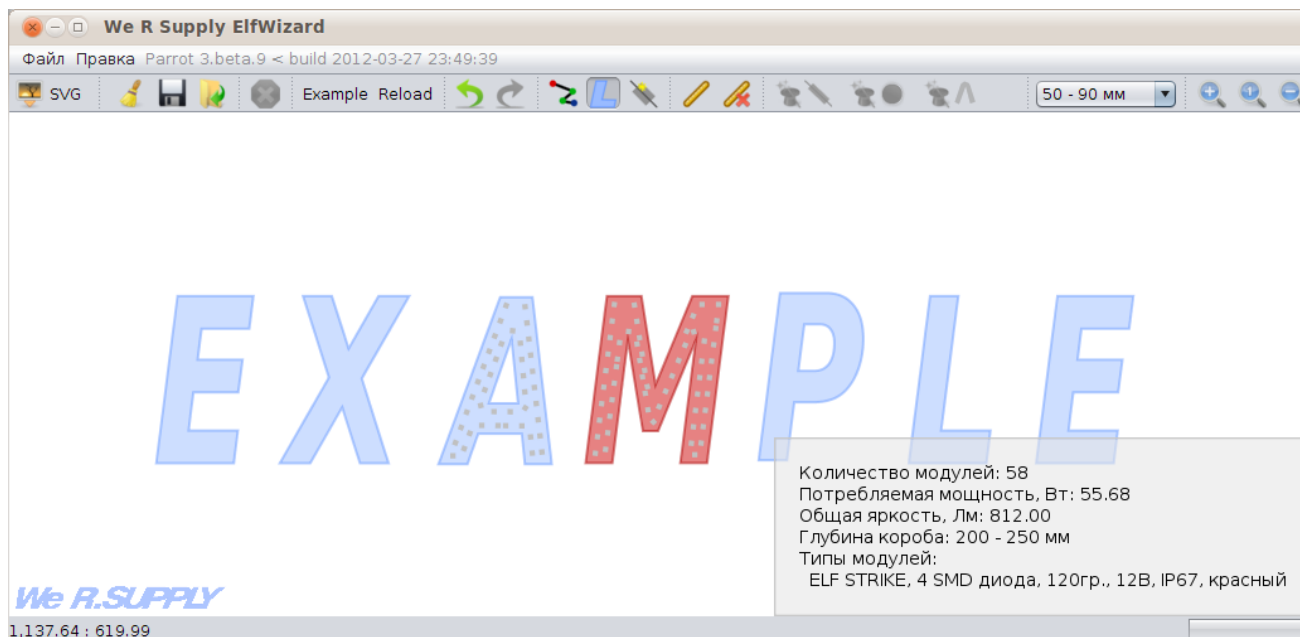 We R Supply ElfWizard
Файл Правка Parrot 3.beta.9 < build 2012-03-27 23:49:39
SVG Example Reload 50 - 90 мм
EXAMPLE
Количество модулей: 58
Потребляемая мощность, Вт: 55.68
Общая яркость, Лм: 812.00
Глубина короба: 200 - 250 мм
Типы модулей:
ELF STRIKE, 4 SMD диода, 120гр., 12В, IP67, красный
We R.SUPPLY
1,137.64 : 619.99